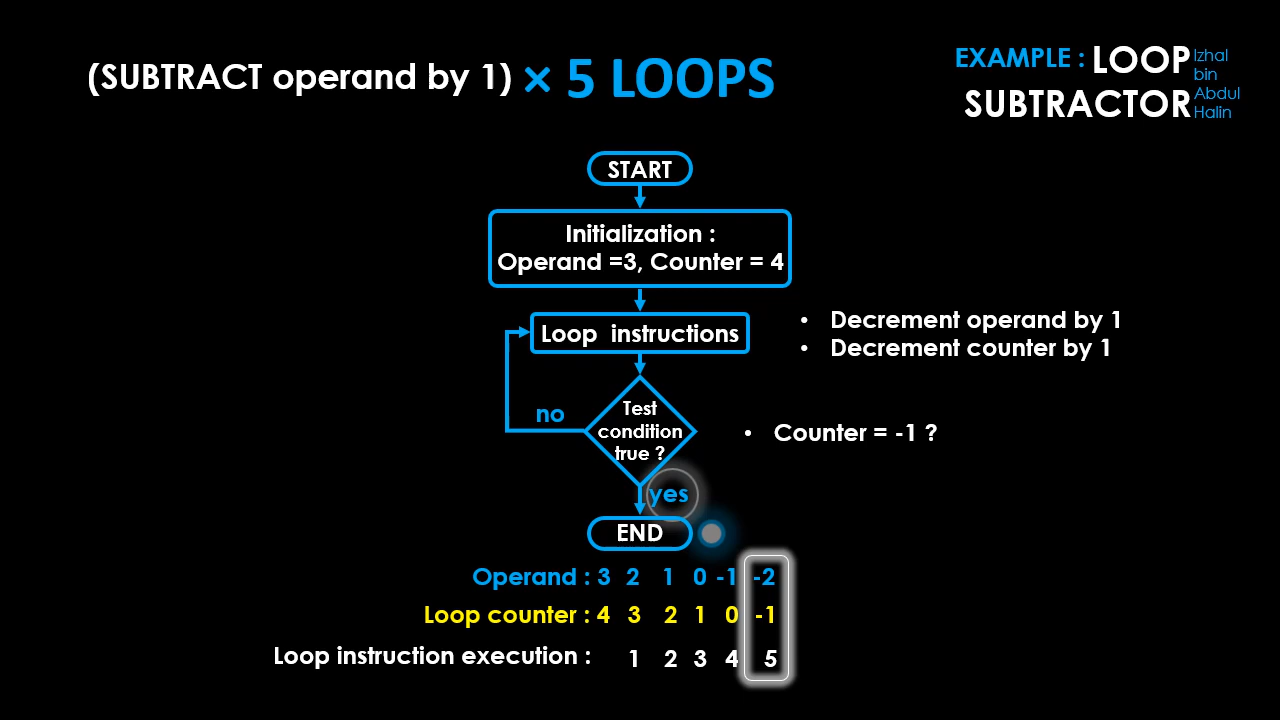 (SUBTRACT operand by 1) × 5 LOOPS
EXAMPLE : LOOP
SUBTRACTOR
Izhal
bin
Abdul
Halin
START
Initialization :
Operand =3, Counter = 4
Loop instructions
• Decrement operand by 1
• Decrement counter by 1
no
Test
condition
true ?
• Counter = -1 ?
yes
END
Operand : 3 2 1 0 -1 -2
Loop counter : 4 3 2 1 0 -1
Loop instruction execution : 1 2 3 4 5